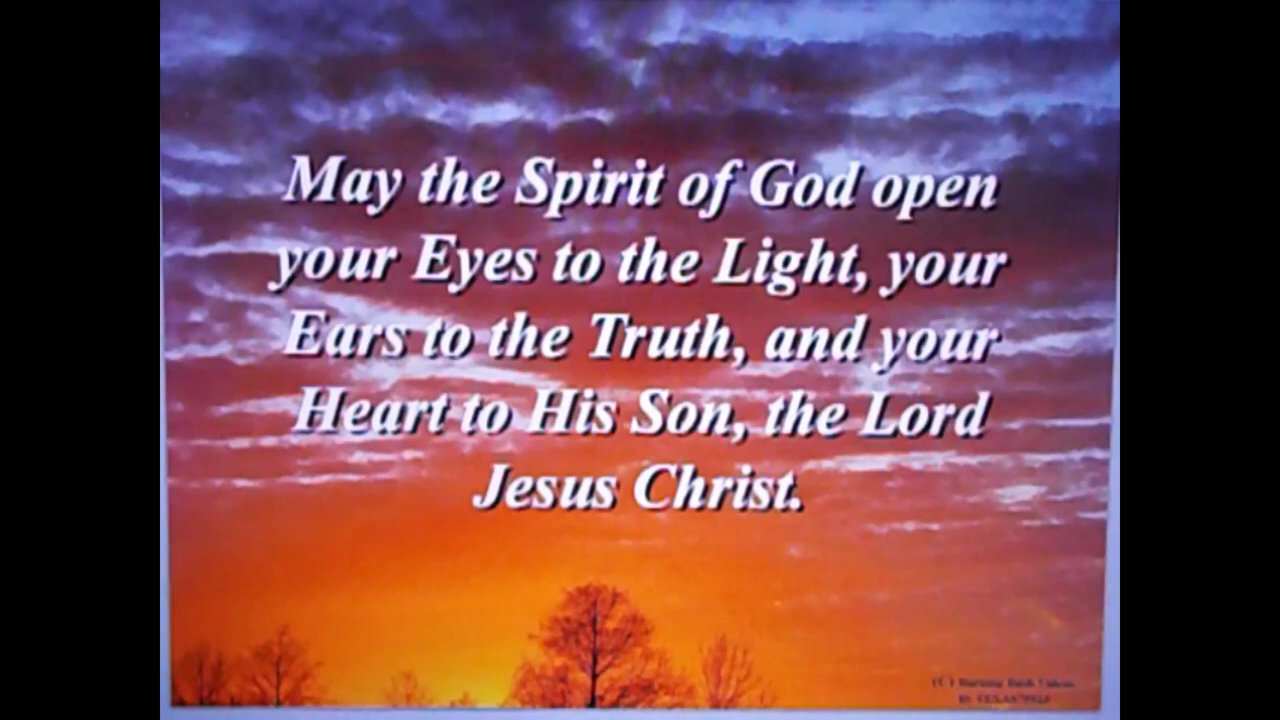 May the Spirit of God open
your Eyes to the Light, your
Ears to the Truth, and your
Heart to His Son, the Lord
Jesus Christ.